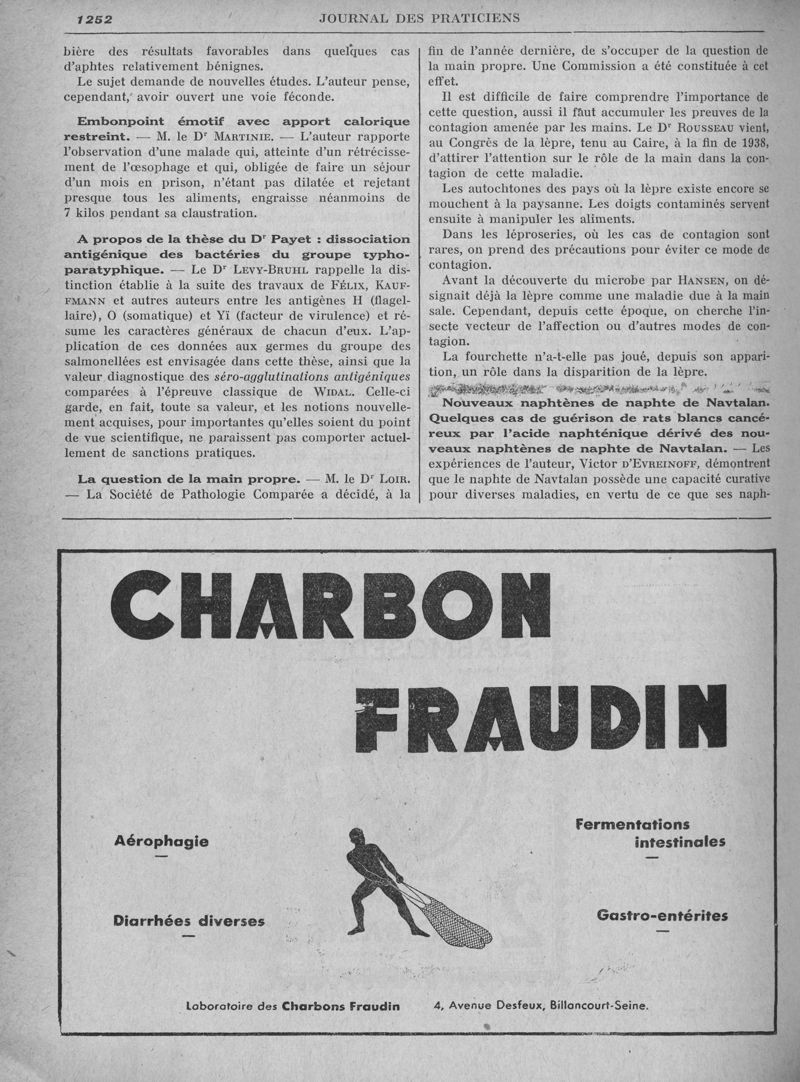 1252
JOURNAL DES PRATICIENS
bière des résultats favorables dans quelques cas
d'aphtes relativement bénignes.
Le sujet demande de nouvelles études. L'auteur pense,
cependant, avoir ouvert une voie féconde.
Embonpoint émotif avec apport calorique
restreint. — M. le Dr MARTINIE. — L'auteur rapporte
l'observation d'une malade qui, atteinte d'un rétrécisse-
ment de l'œsophage et qui, obligée de faire un séjour
d'un mois en prison, n'étant pas dilatée et rejetant
presque tous les aliments, engraisse néanmoins de
7 kilos pendant sa claustration.
A propos de la thèse du Dr Payet : dissociation
antigénique des bactéries du groupe typho-
paratyphique. — Le Dr LEVY-BRUHL rappelle la dis-
tinction établie à la suite des travaux de FÉLIX, KAUF-
FMANN et autres auteurs entre les antigènes H (flagel-
laire), O (somatique) et Yï (facteur de virulence) et ré-
sume les caractères généraux de chacun d'eux. L'ap-
plication de ces données aux germes du groupe des
salmonellées est envisagée dans cette thèse, ainsi que la
valeur diagnostique des séro-agglutinations antigéniques
comparées à l'épreuve classique de WIDAL. Celle-ci
garde, en fait, toute sa valeur, et les notions nouvelle-
ment acquises, pour importantes qu'elles soient du point
de vue scientifique, ne paraissent pas comporter actuel-
lement de sanctions pratiques.
La question de la main propre. — M. le Dr LOIR.
— La Société de Pathologie Comparée a décidé, à la
fin de l'année dernière, de s'occuper de la question de
la main propre. Une Commission a été constituée à cet
effet.
Il est difficile de faire comprendre l'importance de
cette question, aussi il faut accumuler les preuves de la
contagion amenée par les mains. Le Dr ROUSSEAU vient,
au Congrès de la lèpre, tenu au Caire, à la fin de 1938,
d'attirer l'attention sur le rôle de la main dans la con-
tagion de cette maladie.
Les autochtones des pays où la lèpre existe encore se
mouchent à la paysanne. Les doigts contaminés servent
ensuite à manipuler les aliments.
Dans les léproseries, où les cas de contagion sont
rares, on prend des précautions pour éviter ce mode de
contagion.
Avant la découverte du microbe par HANSEN, on dé-
signait déjà la lèpre comme une maladie due à la main
sale. Cependant, depuis cette époque, on cherche l'in-
secte vecteur de l'affection ou d'autres modes de con-
tagion.
La fourchette n'a-t-elle pas joué, depuis son appari-
tion, un rôle dans la disparition de la lèpre.
Nouveaux naphtènes de naphte de Navtalan.
Quelques cas de guérison de rats blancs cancé-
reux par l'acide naphténique dérivé des nou-
veaux naphtènes de naphte de Navtalan. — Les
expériences de l'auteur, Victor D'EVREINOFF, démontrent
que le naphte de Navtalan possède une capacité curative
pour diverses maladies, en vertu de ce que ses naph-
CHARBON
FRAUDIN
Aérophagie
Diarrhées diverses
Fermentations
intestinales
Gastro-entérites
Laboratoire des Charbons Fraudin 4, Avenue Desfeux, Billancourt-Seine.